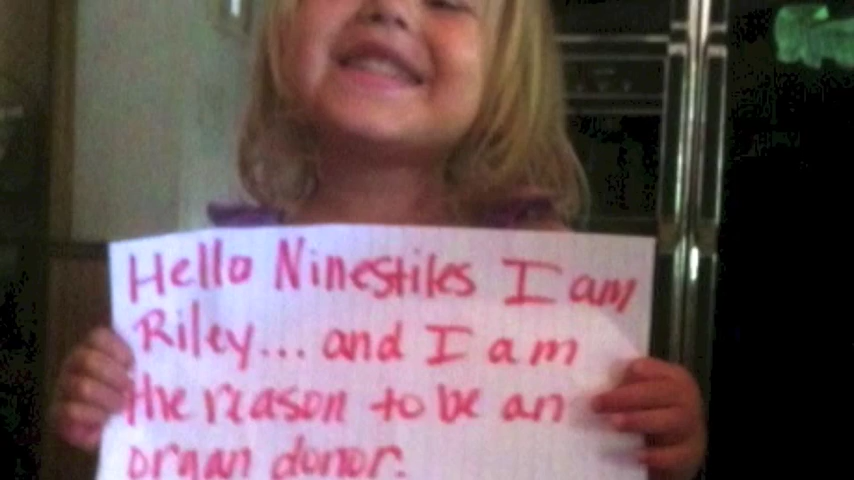 Hello Ninestiles I am
Riley... and I am
the reason to be an
organ donor.